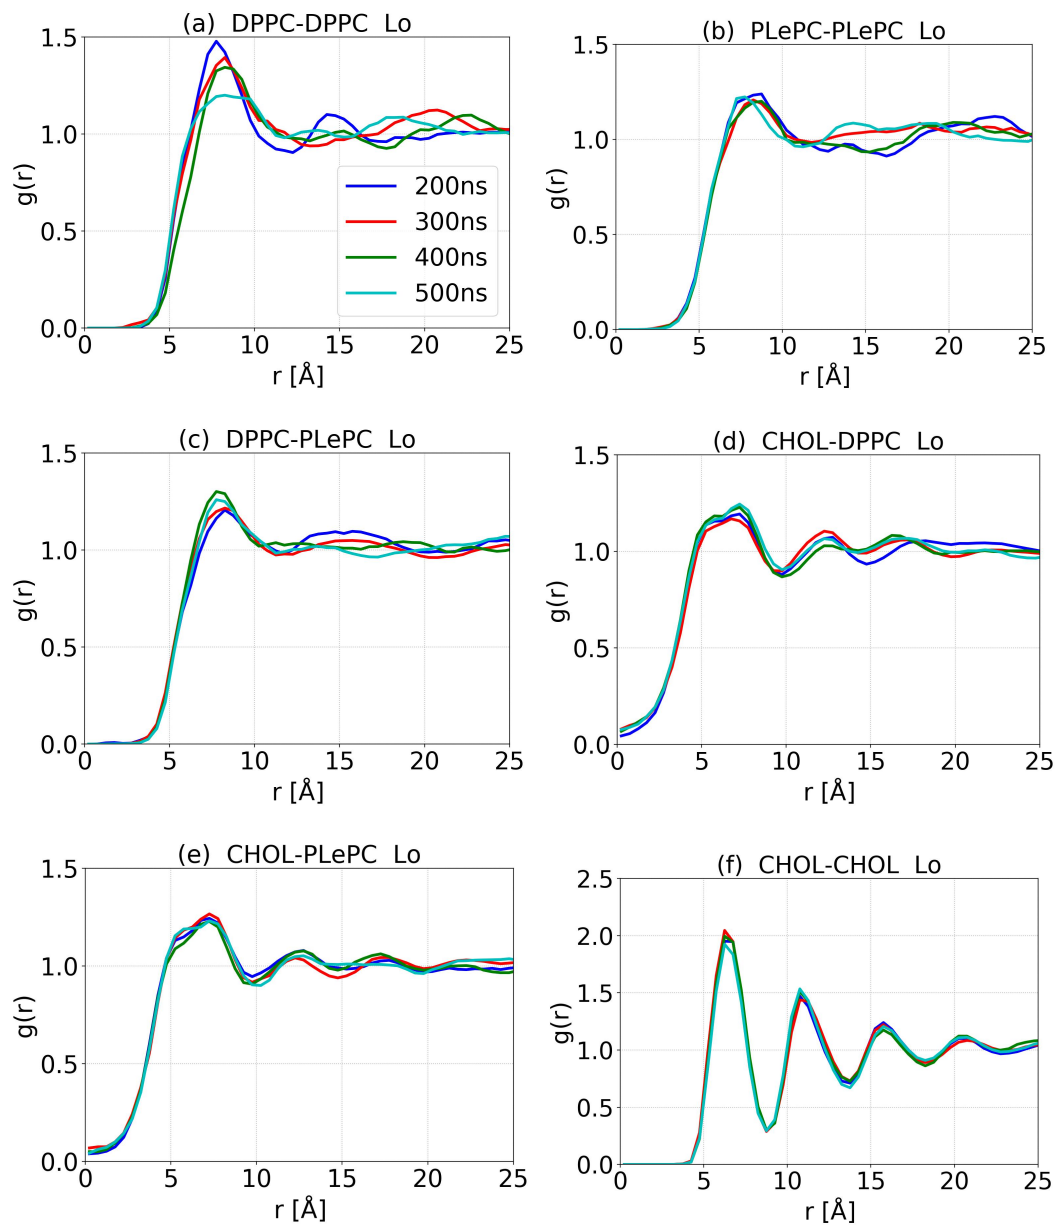 (a)  DPPC-DPPC  Lo
g(r)
1.5
1.0
0.5
0.0
200ns
300ns
400ns
500ns
0 5 10 15 20 25
r [Å]
(b)  PLePC-PLePC  Lo
g(r)
1.5
1.0
0.5
0.0
0 5 10 15 20 25
r [Å]
(c)  DPPC-PLePC  Lo
g(r)
1.5
1.0
0.5
0.0
0 5 10 15 20 25
r [Å]
(d)  CHOL-DPPC  Lo
g(r)
1.5
1.0
0.5
0.0
0 5 10 15 20 25
r [Å]
(e)  CHOL-PLePC  Lo
g(r)
1.5
1.0
0.5
0.0
0 5 10 15 20 25
r [Å]
(f)  CHOL-CHOL  Lo
g(r)
2.5
2.0
1.5
1.0
0.5
0.0
0 5 10 15 20 25
r [Å]